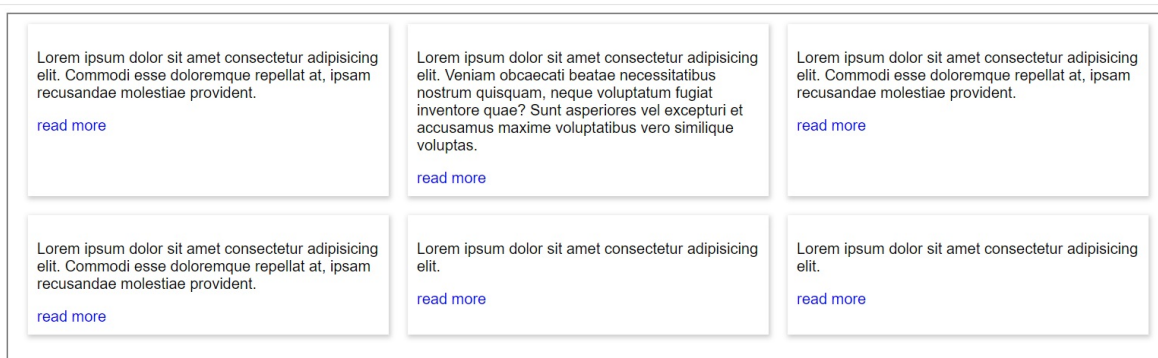 Lorem ipsum dolor sit amet consectetur adipisicing
elit. Commodi esse doloremque repellat at, ipsam
recusandae molestiae provident.
read more
Lorem ipsum dolor sit amet consectetur adipisicing
elit. Veniam obcaecati beatae necessitatibus
nostrum quisquam, neque voluptatum fugiat
inventore quae? Sunt asperiores vel excepturi et
accusamus maxime voluptatibus vero similique
voluptas.
read more
Lorem ipsum dolor sit amet consectetur adipisicing
elit. Commodi esse doloremque repellat at, ipsam
recusandae molestiae provident.
read more
Lorem ipsum dolor sit amet consectetur adipisicing
elit. Commodi esse doloremque repellat at, ipsam
recusandae molestiae provident.
read more
Lorem ipsum dolor sit amet consectetur adipisicing
elit.
read more
Lorem ipsum dolor sit amet consectetur adipisicing
elit.
read more